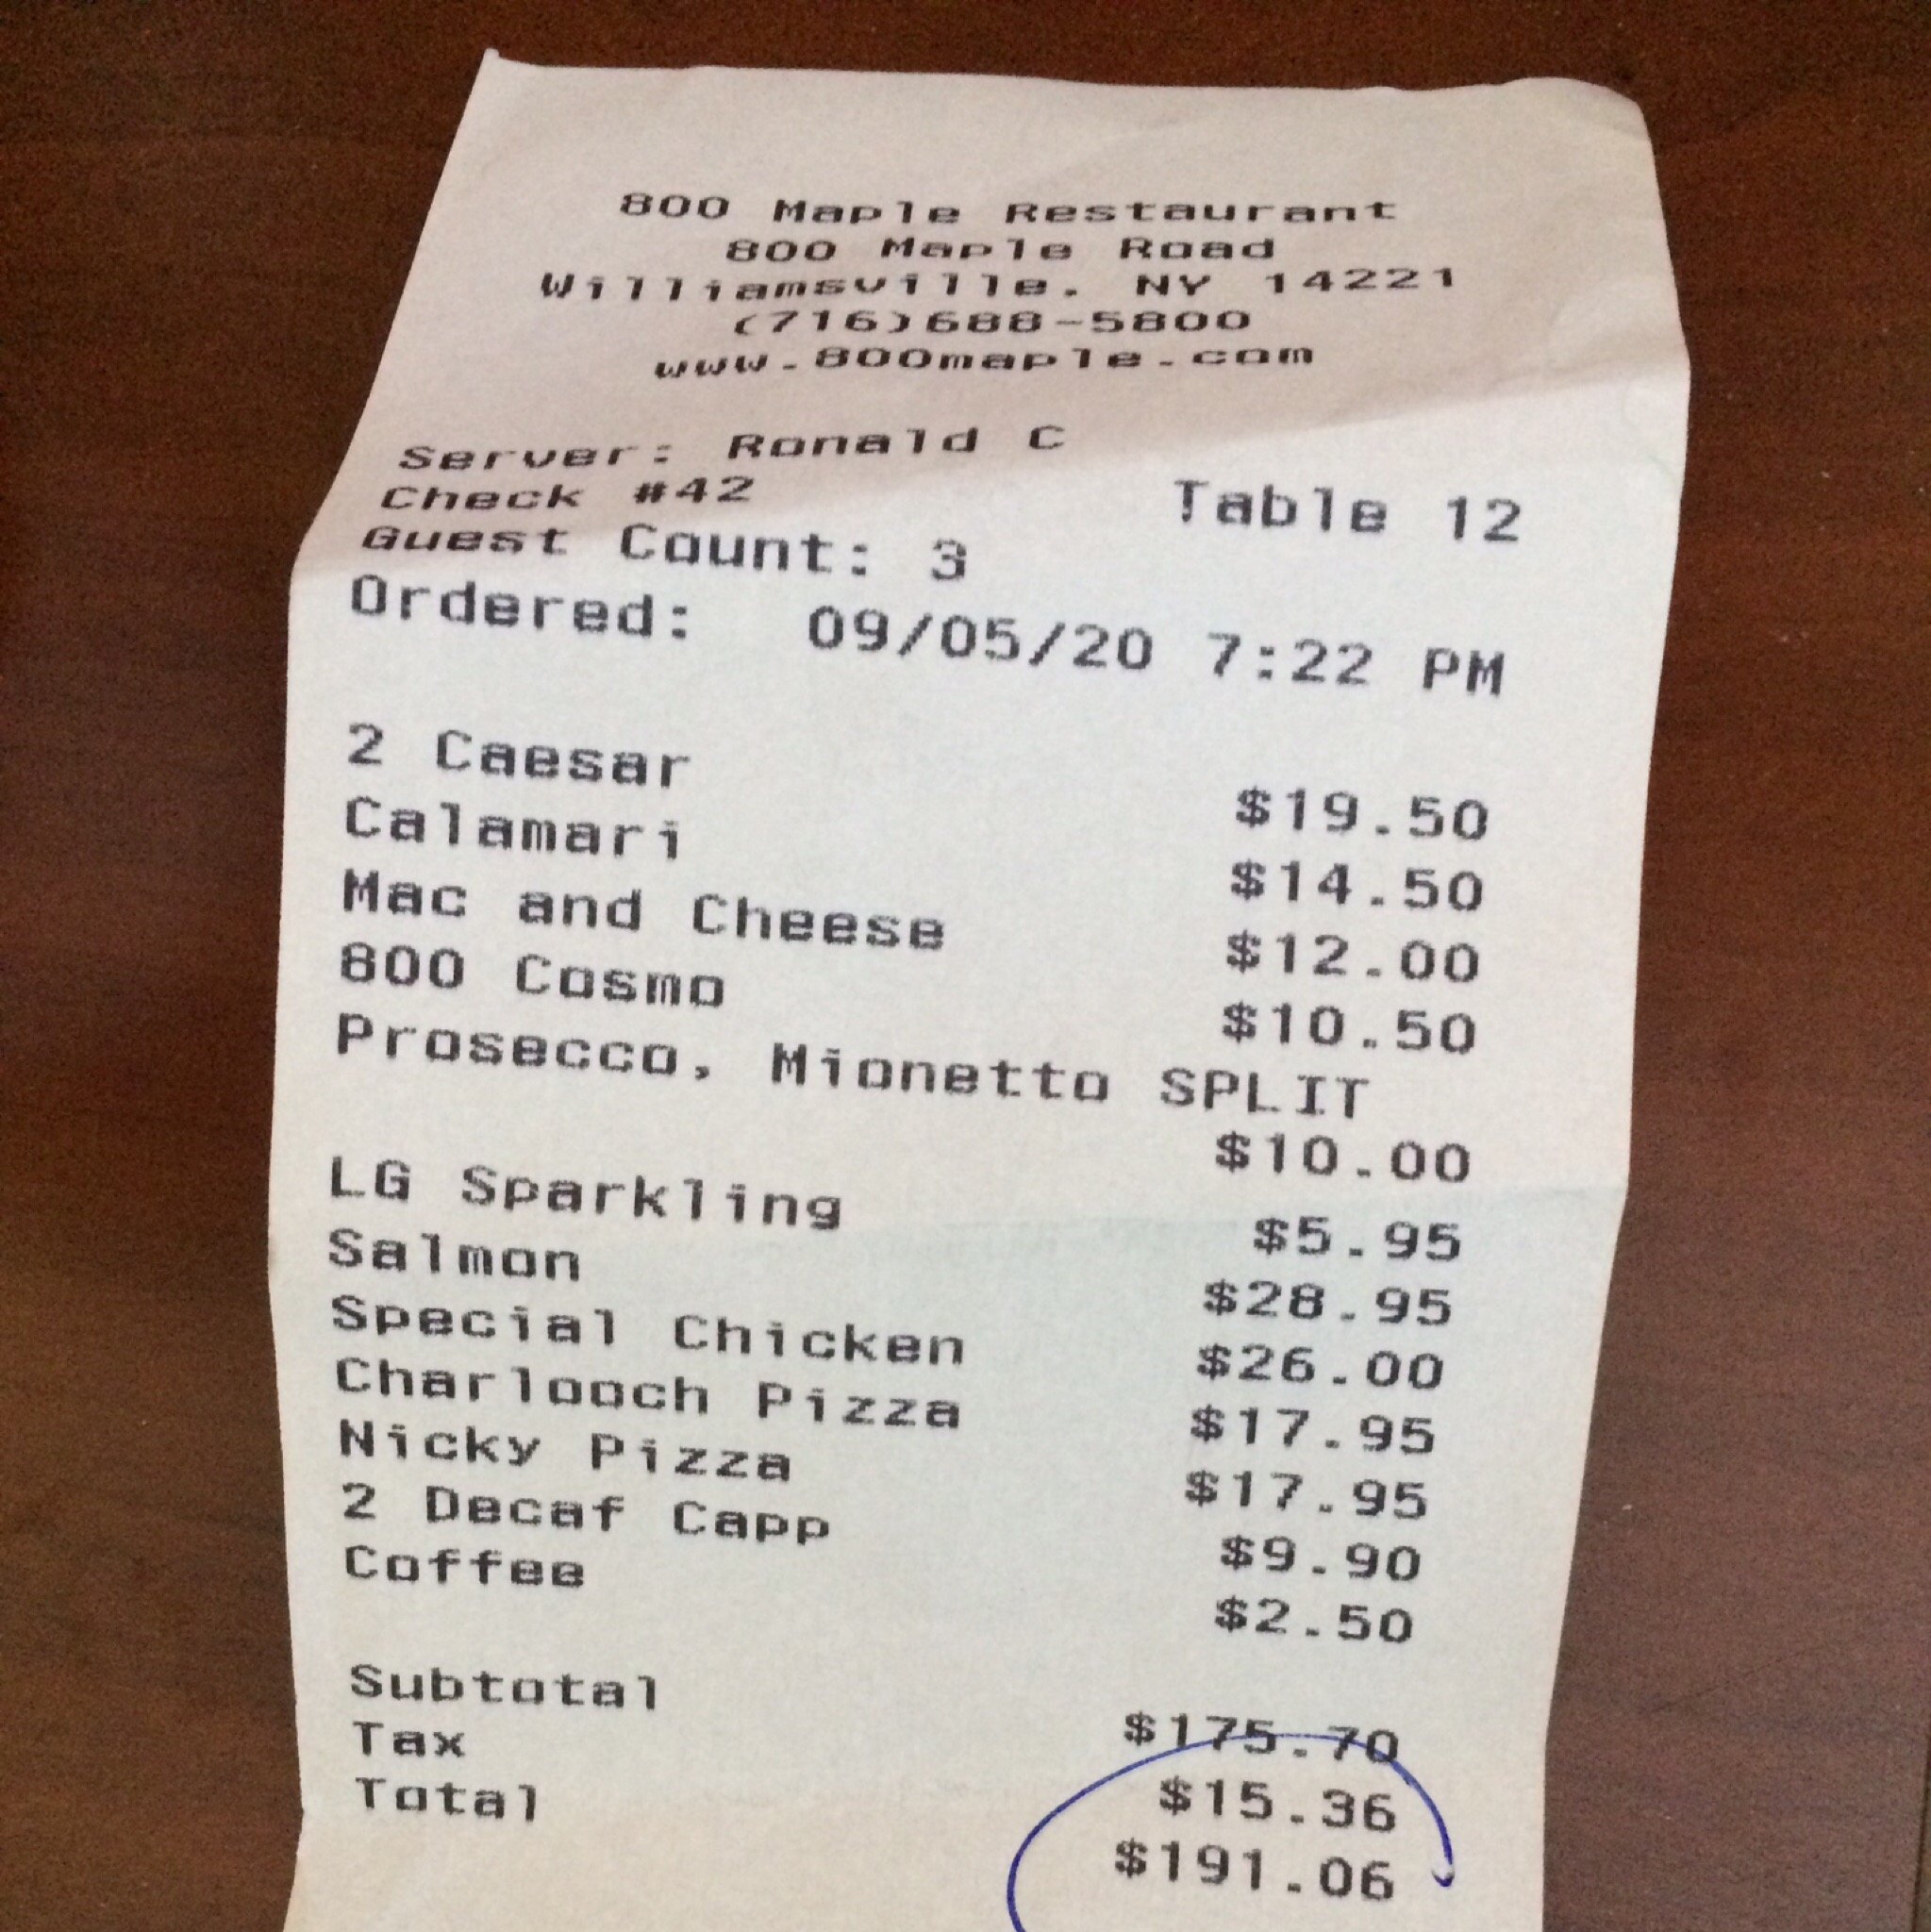 800 Maple Restaurant
800 Maple Road
Williamsville, NY 14221
(716)688-5800
www.800maple.com
Server: Ronald C
Check #42 Table 12
Guest Count: 3
Ordered: 09/05/20 7:22 PM
2 Caesar $19.50
Calamari $14.50
Mac and Cheese $12.00
800 Cosmo $10.50
Prosecco, Mionetto SPLIT
$10.00
LG Sparkling $5.95
Salmon $28.95
Special Chicken $26.00
Charlooch Pizza $17.95
Nicky Pizza $17.95
2 Decaf Capp $9.90
Coffee $2.50
Subtotal $175.70
Tax $15.36
Total $191.06